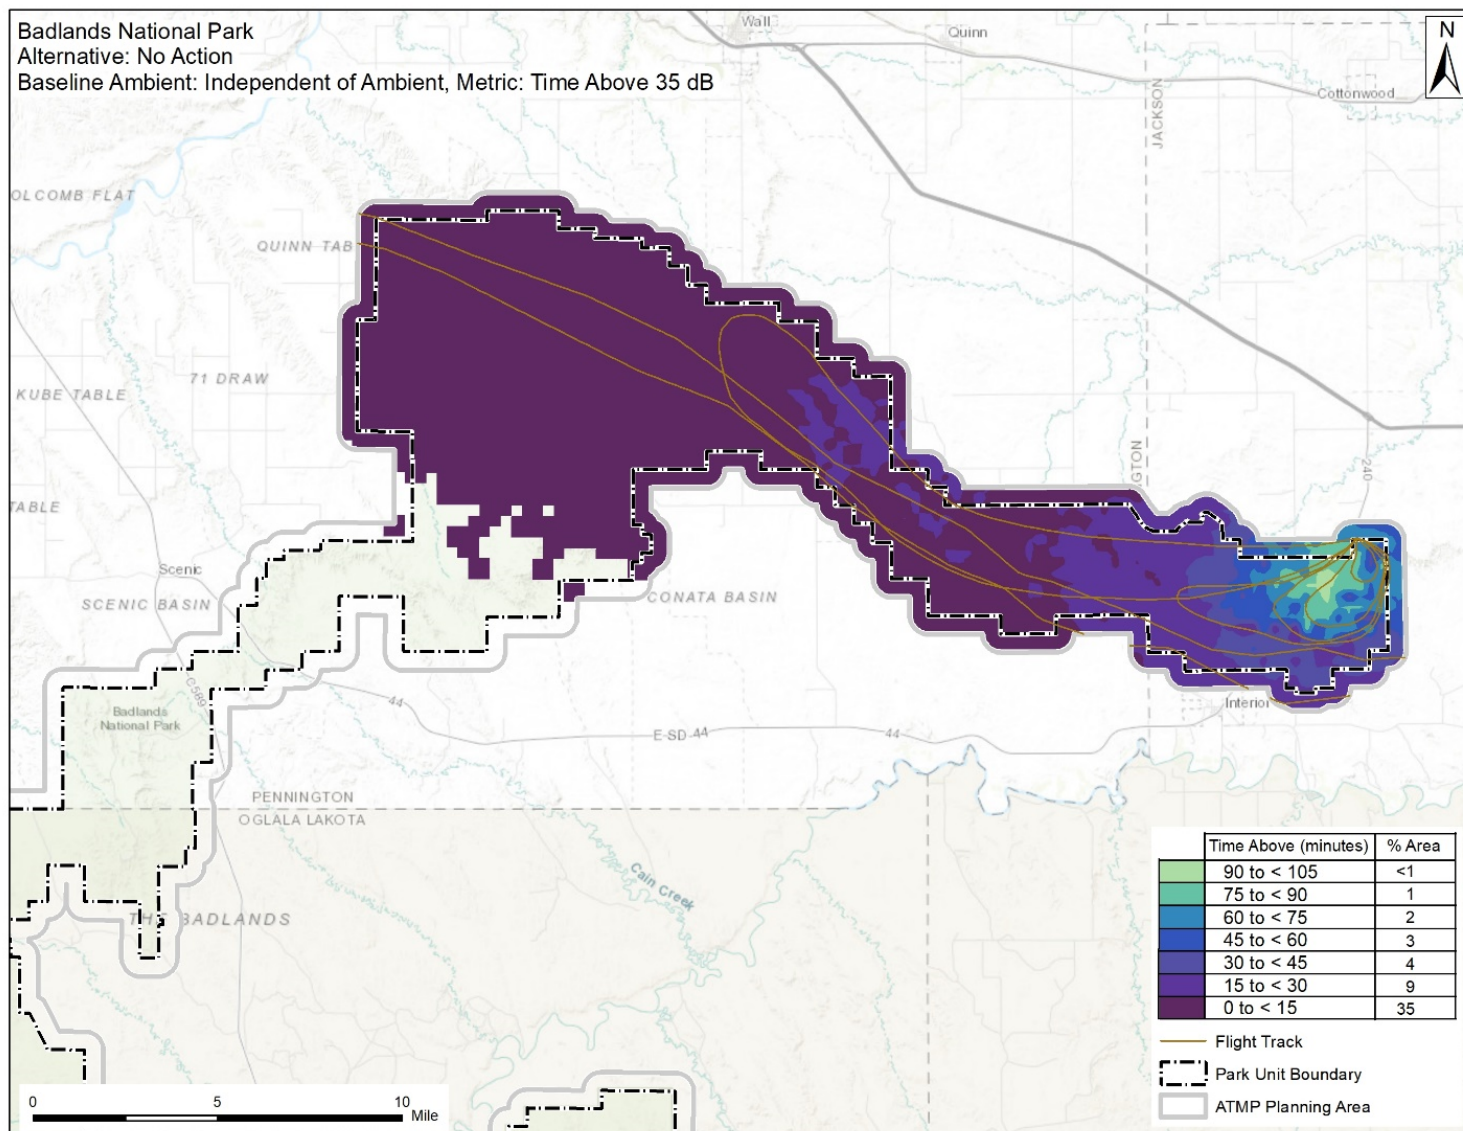 Badlands National Park
Alternative: No Action
Baseline Ambient: Independent of Ambient, Metric: Time Above 35 dB
N
Wall
Quinn
Cottonwood
JACKSON
OLCOMB FLAT
QUINN TAB
71 DRAW
KUBE TABLE
TABLE
NGTON
240
Scenic
SCENIC BASIN
CONATA BASIN
C589
Badlands
National Park
44
E SD 44
44
Interior
PENNINGTON
OGLALA LAKOTA
Cain Creek
THE BADLANDS
Time Above (minutes) % Area
90 to < 105 <1
75 to < 90 1
60 to < 75 2
45 to < 60 3
30 to < 45 4
15 to < 30 9
0 to < 15 35
Flight Track
Park Unit Boundary
ATMP Planning Area
0 5 10
Mile